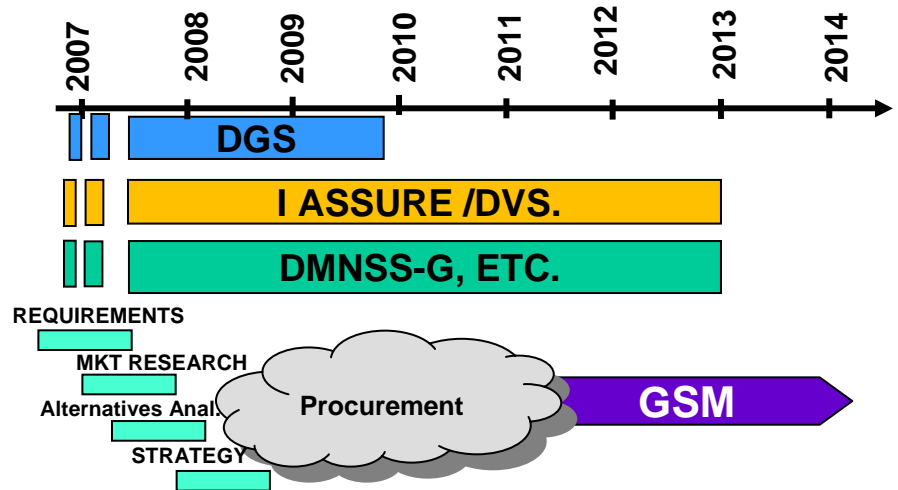 2007
2008
2009
2010
2011
2012
2013
2014
DGS
I ASSURE /DVS.
DMNSS-G, ETC.
REQUIREMENTS
MKT RESEARCH
Alternatives Anal.
STRATEGY
Procurement
GSM